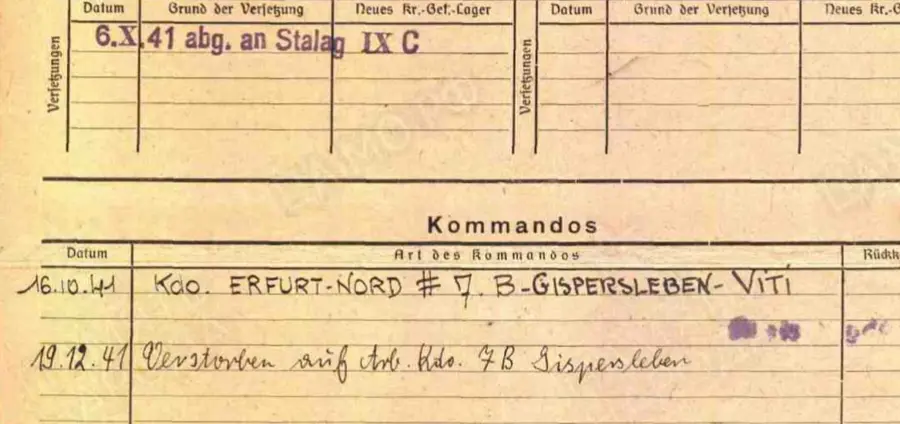 Datum Grund der Versetzung Neues Kr.-Gef.-Lager Datum Grund der Versetzung Neues Kr.-G
Versetzungen Versetzungen
6.X.41 abg. an Stalag IX C
Kommandos
Datum Art des Kommandos Rückk
16.10.41 Kdo. ERFURT-NORD # 7. B-GISPERSLEBEN-VITI
19.12.41 Verstorben auf Arb. Kdo. 7B Gispersleben